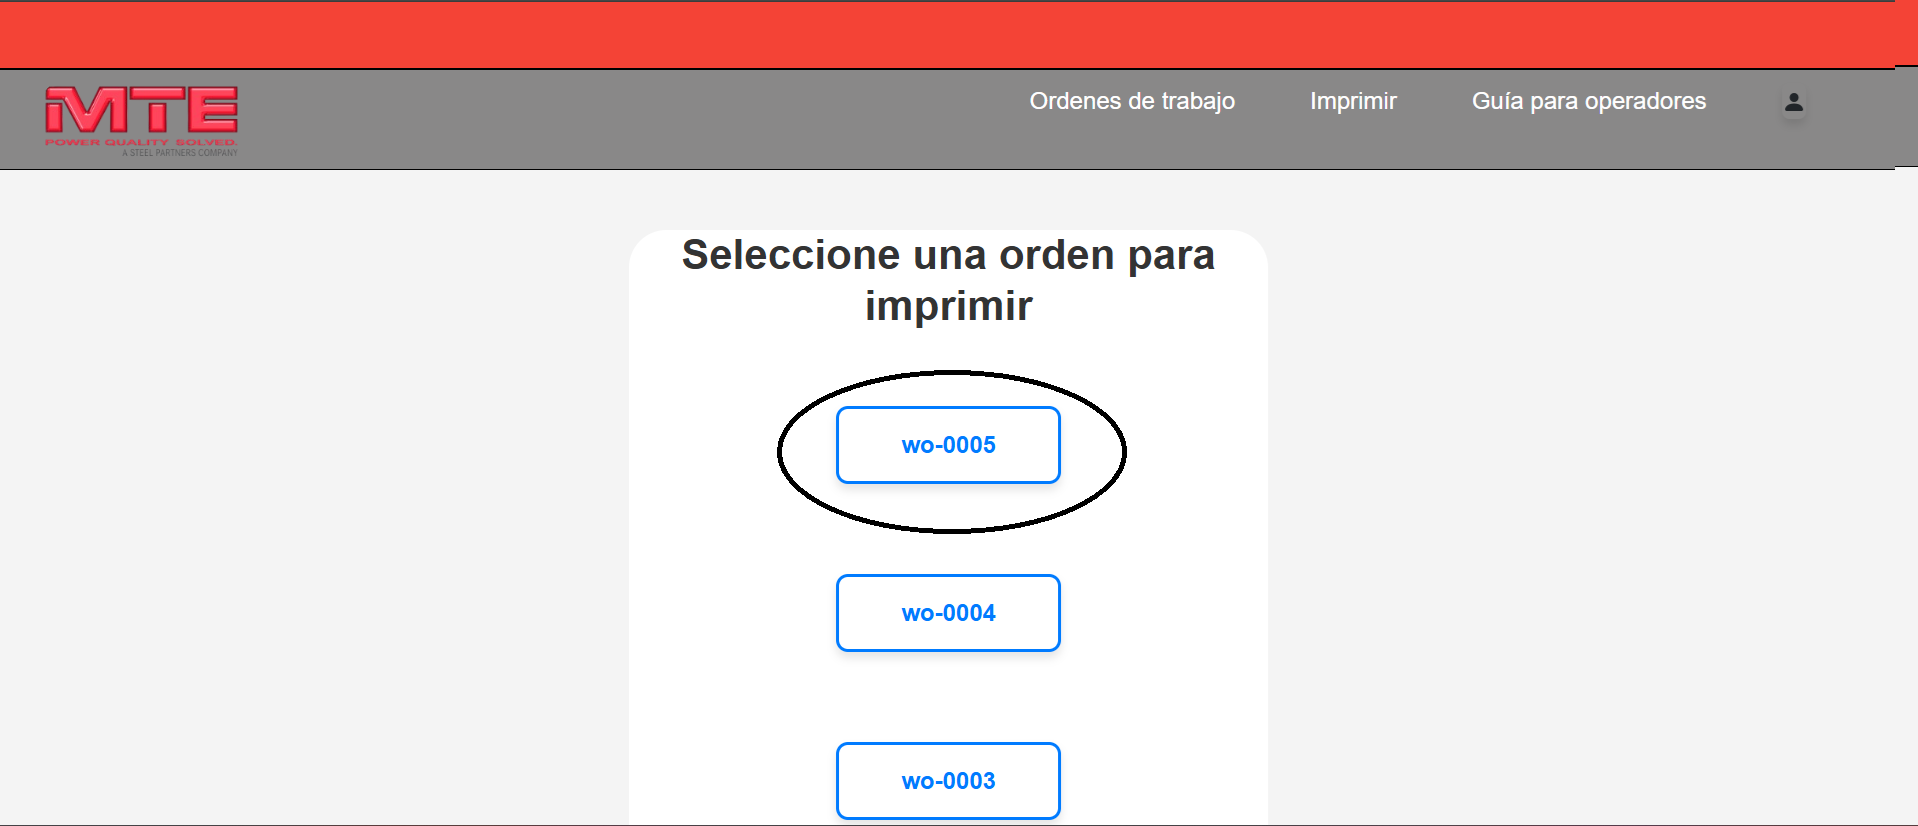 MTE
POWER QUALITY SOLVED.
A STEEL PARTNERS COMPANY
Ordenes de trabajo
Imprimir
Guía para operadores
Seleccione una orden para
imprimir
wo-0005
wo-0004
wo-0003